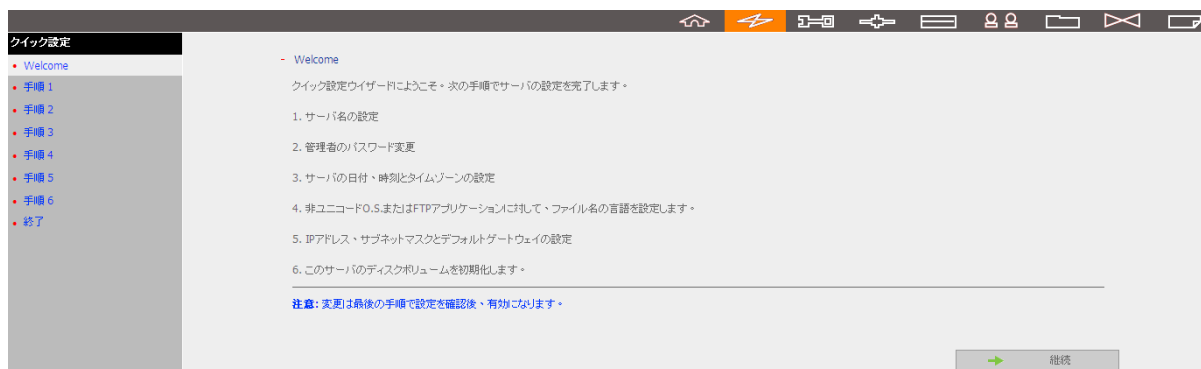 クイック設定
Welcome
手順 1
手順 2
手順 3
手順 4
手順 5
手順 6
終了
- Welcome
クイック設定ウイザードにようこそ。次の手順でサーバの設定を完了します。
1. サーバ名の設定
2. 管理者のパスワード変更
3. サーバの日付、時刻とタイムゾーンの設定
4. 非ユニコードO.S.またはFTPアプリケーションに対して、ファイル名の言語を設定します。
5. IPアドレス、サブネットマスクとデフォルトゲートウェイの設定
6. このサーバのディスクボリュームを初期化します。
注意: 変更は最後の手順で設定を確認後、有効になります。
継続